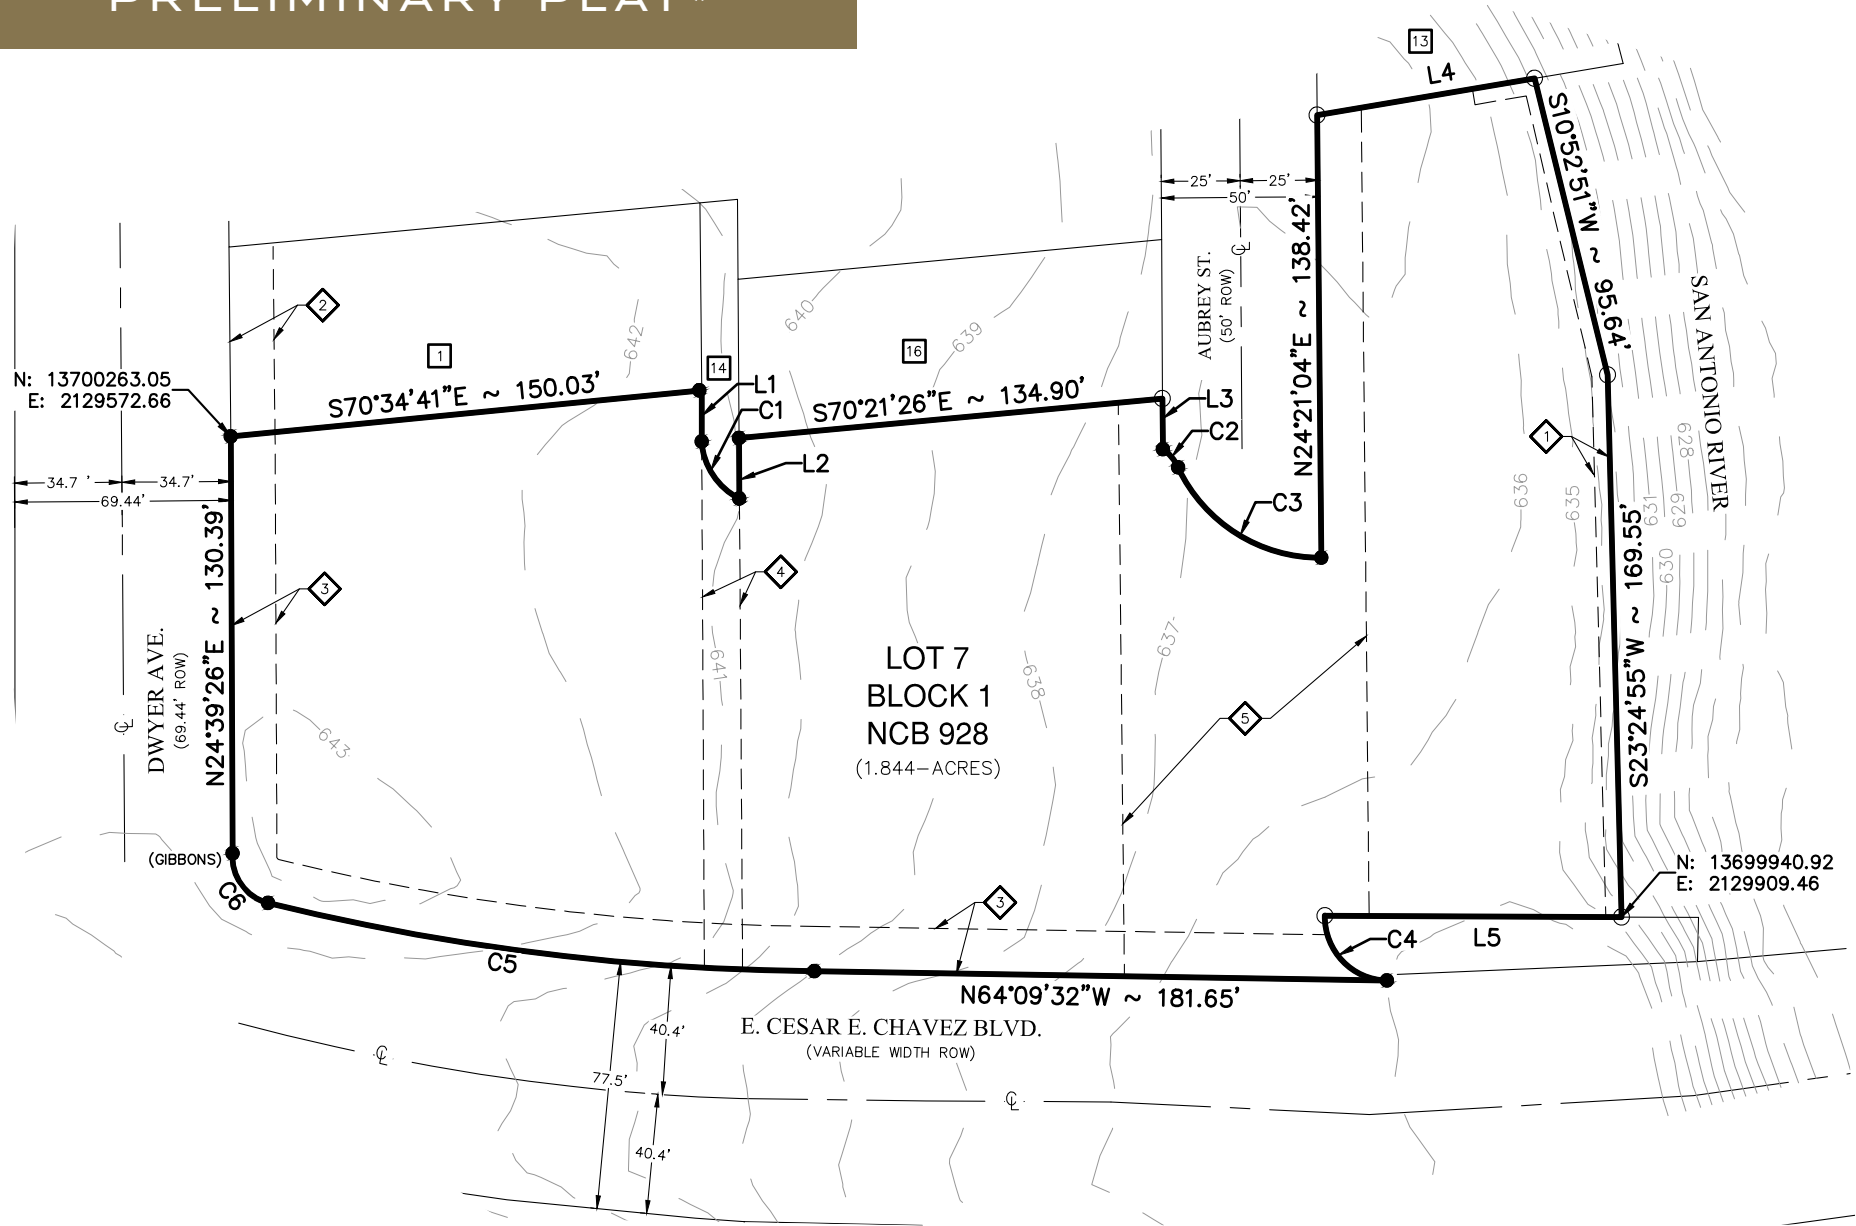 PRELIMINARY PLAT*
13
L4
S10°52'51"W ~ 95.64'
25'
25'
50'
AUBREY ST.
(50' ROW)
N24°21'04"E ~ 138.42'
SAN ANTONIO RIVER
2
1
642
640
639
16
14
N: 13700263.05
E: 2129572.66
S70°34'41"E ~ 150.03'
L1
C1
S70°21'26"E ~ 134.90'
L3
C2
L2
1
628
34.7 '
34.7'
69.44'
C3
636
635
631
629
630
S23°24'55"W ~ 169.55'
N24°39'26"E ~ 130.39'
3
4
DWYER AVE.
(69.44' ROW)
641
638
637
LOT 7
BLOCK 1
NCB 928
(1.844-ACRES)
5
643
(GIBBONS)
C6
N: 13699940.92
E: 2129909.46
3
C4
L5
C5
N64°09'32"W ~ 181.65'
E. CESAR E. CHAVEZ BLVD.
(VARIABLE WIDTH ROW)
40.4'
77.5'
40.4'